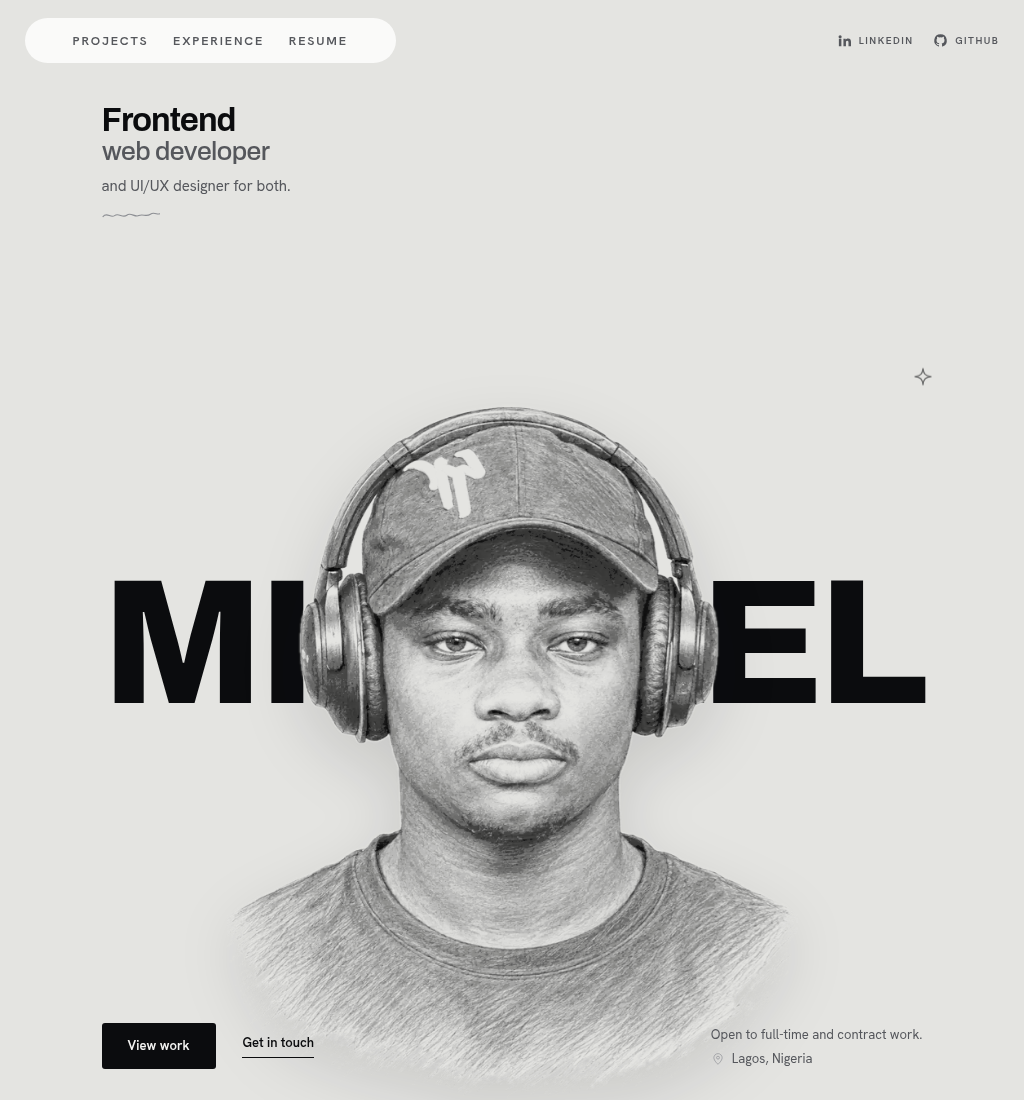 PROJECTS EXPERIENCE RESUME
LINKEDIN GITHUB
Frontend
web developer
and UI/UX designer for both.
MI EL
View work
Get in touch
Open to full-time and contract work.
Lagos, Nigeria